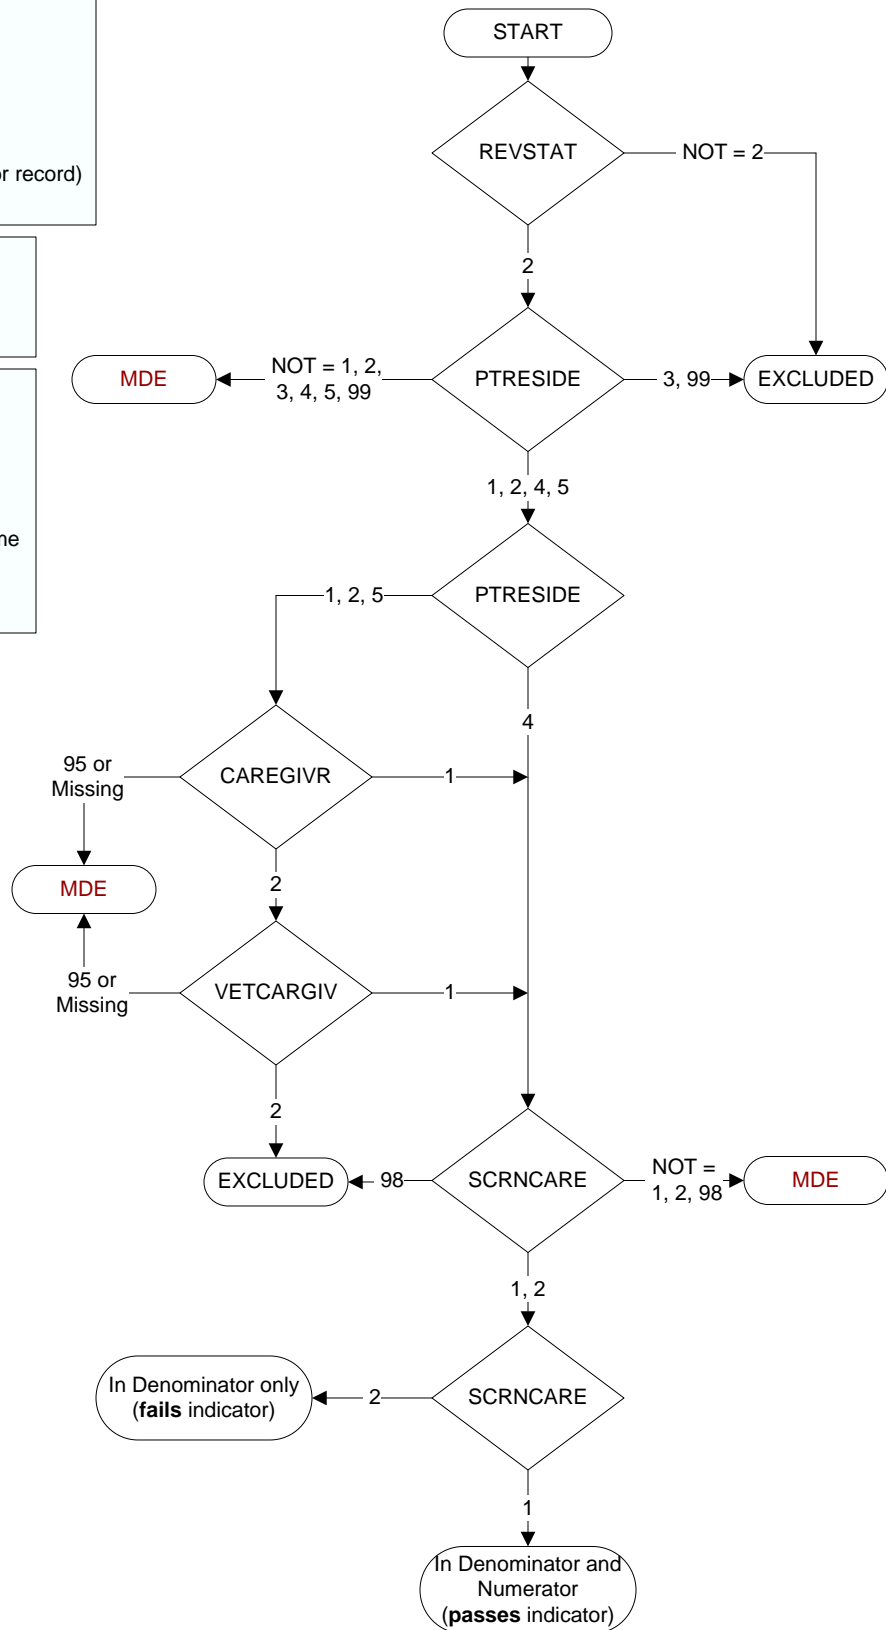 START
REVSTAT
NOT = 2
or record)
2
MDE
NOT = 1, 2,
3, 4, 5, 99
PTRESIDE
3, 99
EXCLUDED
1, 2, 4, 5
me
1, 2, 5
PTRESIDE
4
95 or
Missing
CAREGIVR
1
MDE
2
95 or
Missing
VETCARGIV
1
2
EXCLUDED
98
SCRNCARE
NOT =
1, 2, 98
MDE
1, 2
In Denominator only
(fails indicator)
2
SCRNCARE
1
In Denominator and
Numerator
(passes indicator)